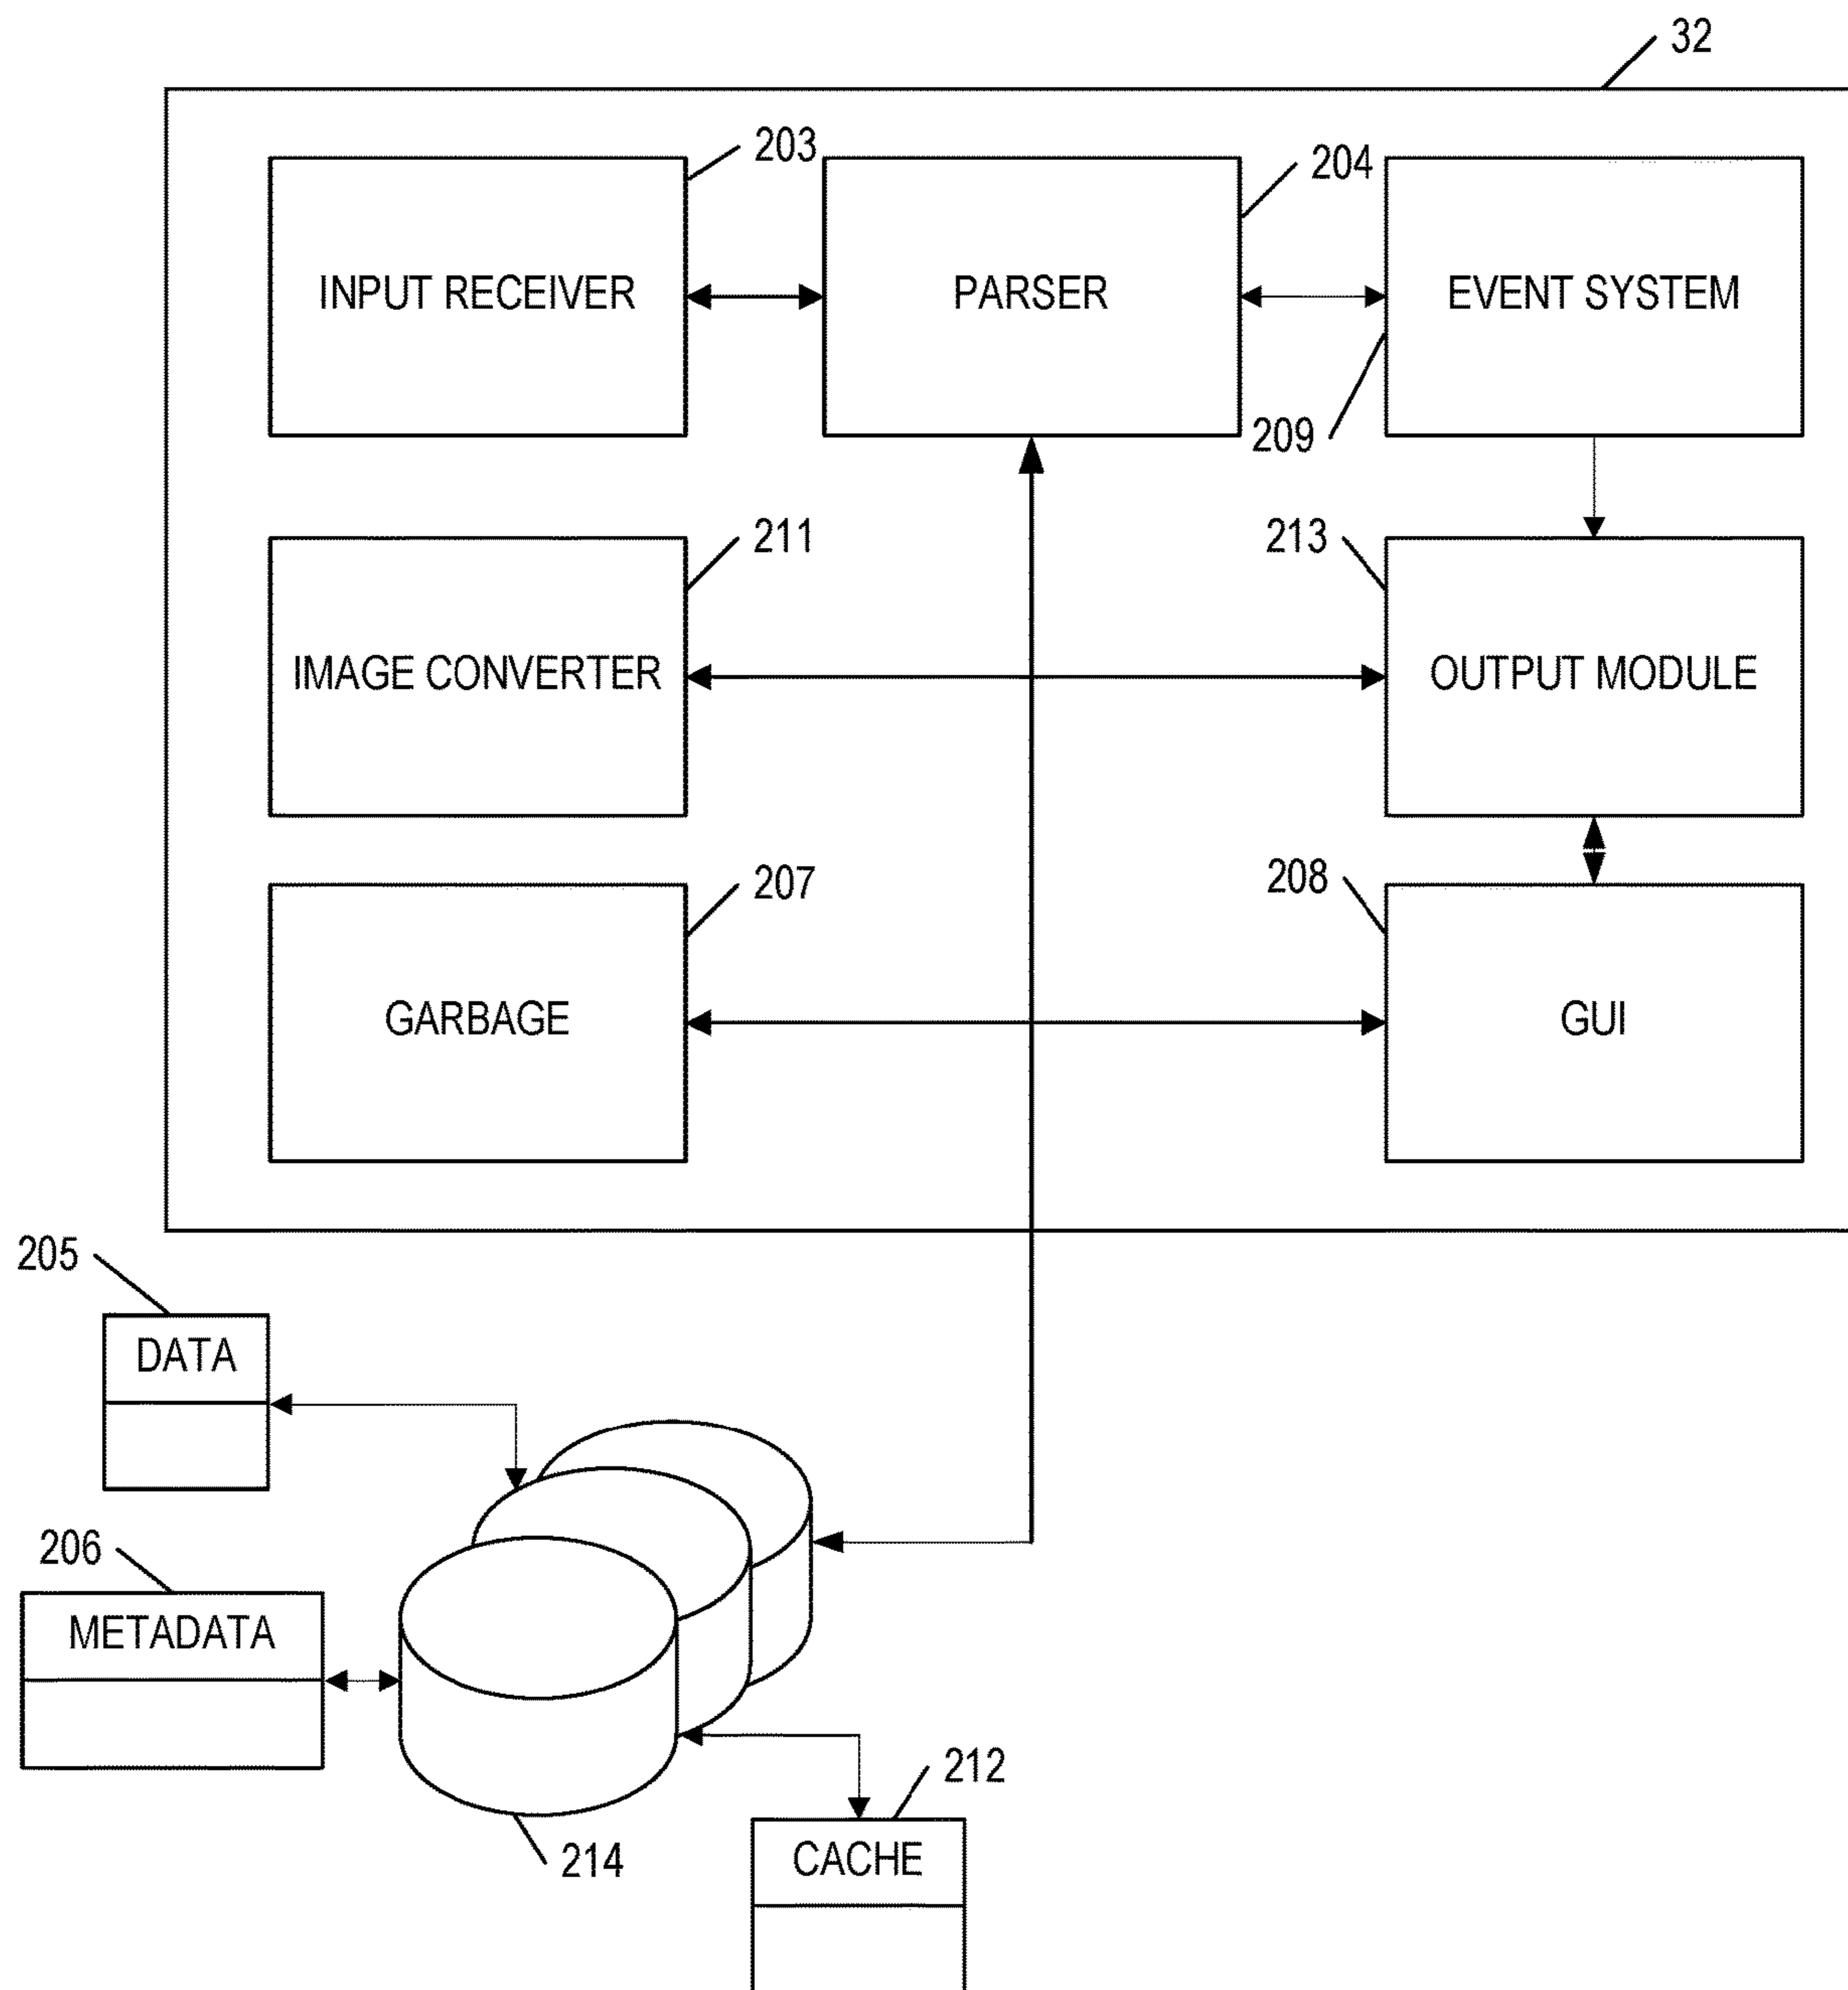 32
203
204
INPUT RECEIVER
PARSER
EVENT SYSTEM
209
211
213
IMAGE CONVERTER
OUTPUT MODULE
207
208
GARBAGE
GUI
205
DATA
206
METADATA
212
214
CACHE